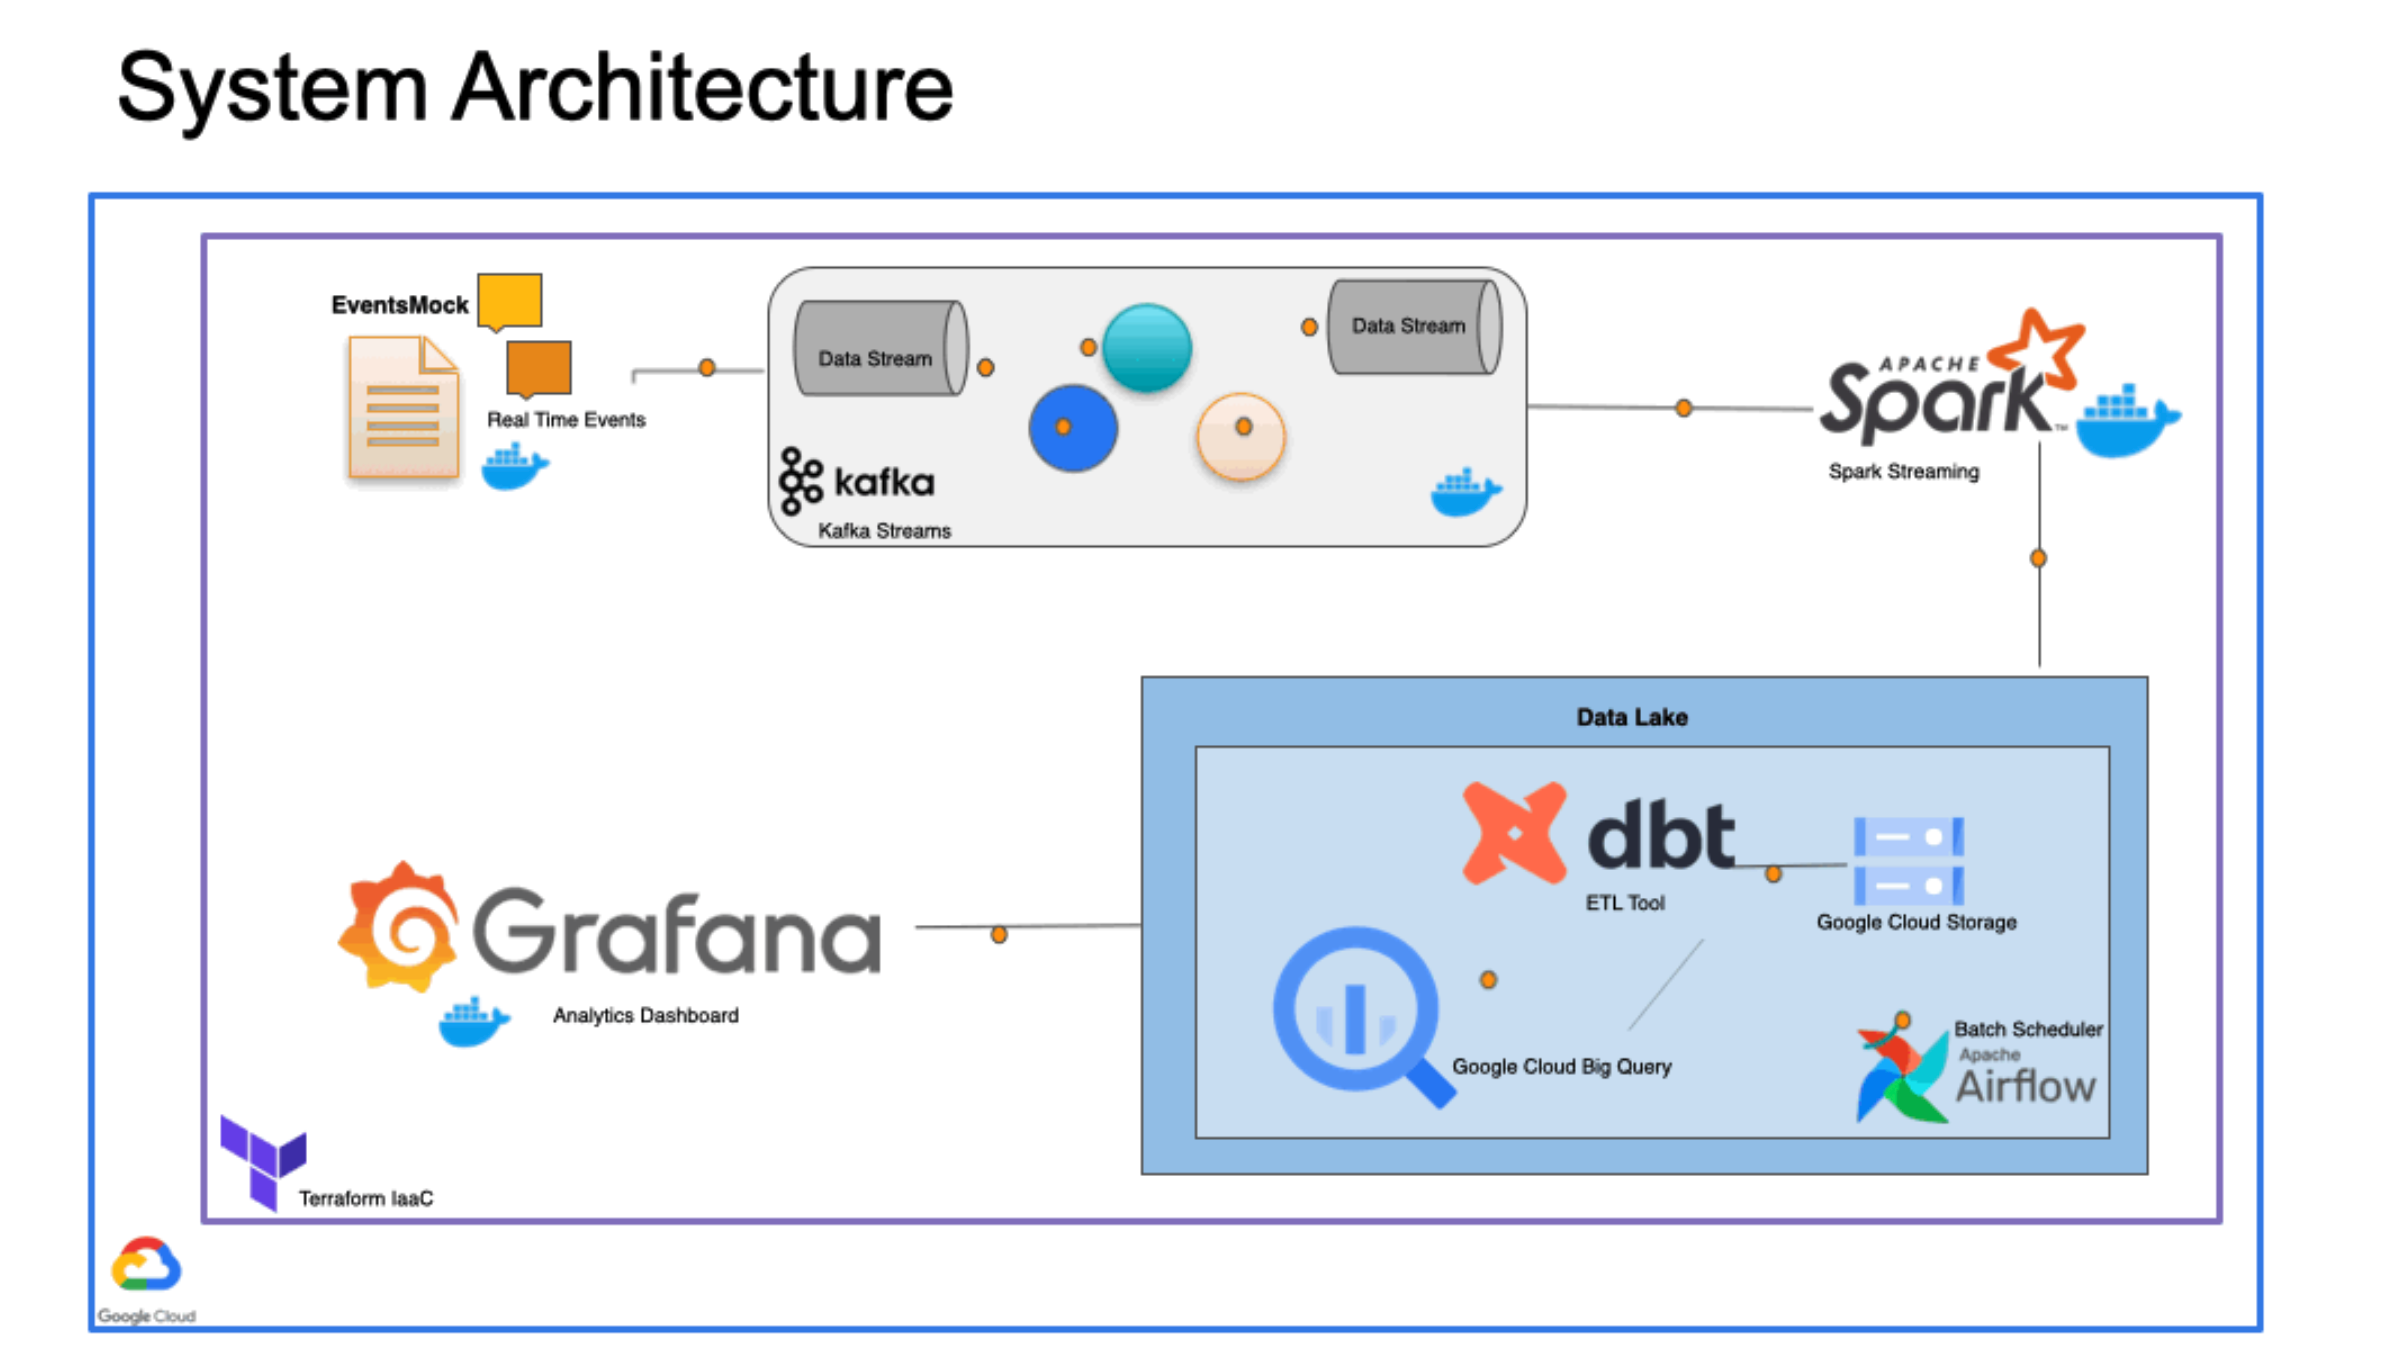 System Architecture
EventsMock
Real Time Events
Data Stream
Data Stream
kafka
Kafka Streams
APACHE
Spark
TM
Spark Streaming
Data Lake
dbt
ETL Tool
Google Cloud Storage
Google Cloud Big Query
Batch Scheduler
Apache
Airflow
Grafana
Analytics Dashboard
Terraform IaaC
Google Cloud